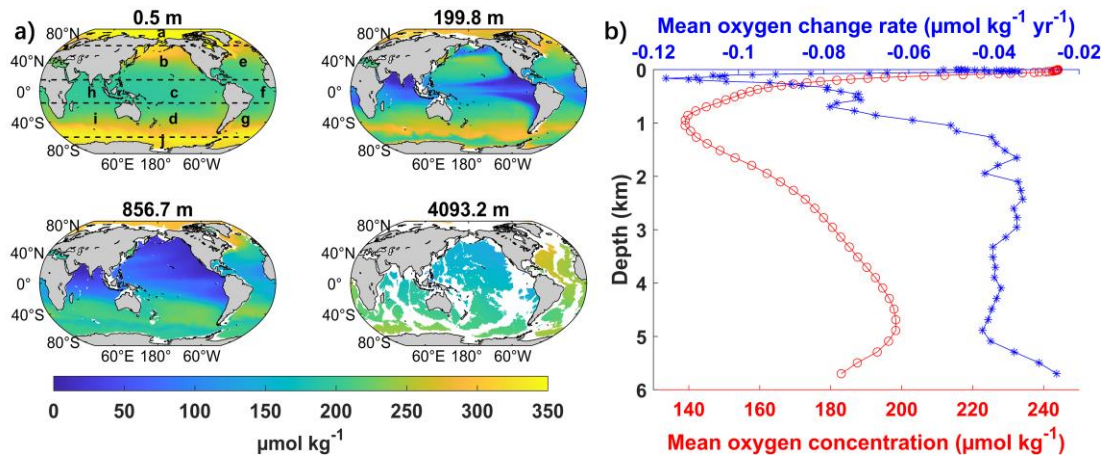 a)
0.5 m
80°N
40°N
0°
40°S
80°S
60°E 180° 60°W
a
b
e
h
c
f
i
d
g
j
199.8 m
80°N
40°N
0°
40°S
80°S
60°E 180° 60°W
856.7 m
80°N
40°N
0°
40°S
80°S
60°E 180° 60°W
4093.2 m
80°N
40°N
0°
40°S
80°S
60°E 180° 60°W
0 50 100 150 200 250 300 350
µmol kg⁻¹
b)
Mean oxygen change rate (µmol kg⁻¹ yr⁻¹)
-0.12 -0.1 -0.08 -0.06 -0.04 -0.02
0
1
2
3
4
5
6
Depth (km)
140 160 180 200 220 240
Mean oxygen concentration (µmol kg⁻¹)